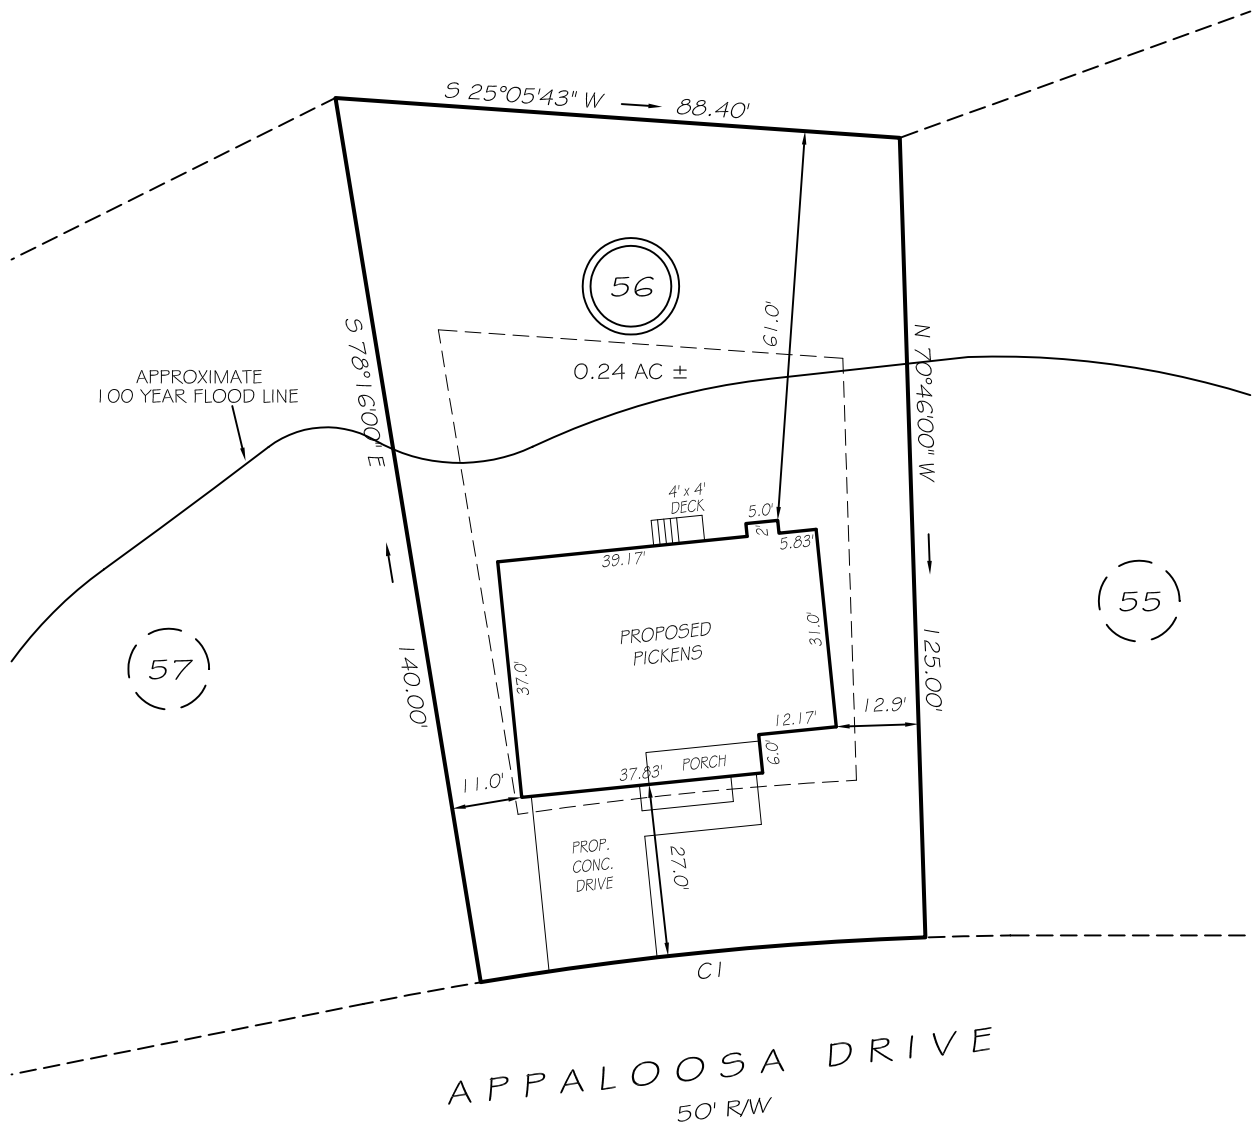 S 25°05'43" W 88.40'
56
61.0'
0.24 AC ±
S 78°16'00" E
N 70°46'00" W
APPROXIMATE
100 YEAR FLOOD LINE
4' x 4'
DECK
5.0'
2'
5.83'
39.17'
55
57
PROPOSED
PICKENS
31.0'
37.0'
140.00'
125.00'
12.9'
12.17'
6.0'
PORCH
37.83'
11.0'
PROP.
CONC.
DRIVE
27.0'
C1
APPALOOSA DRIVE
50' R/W